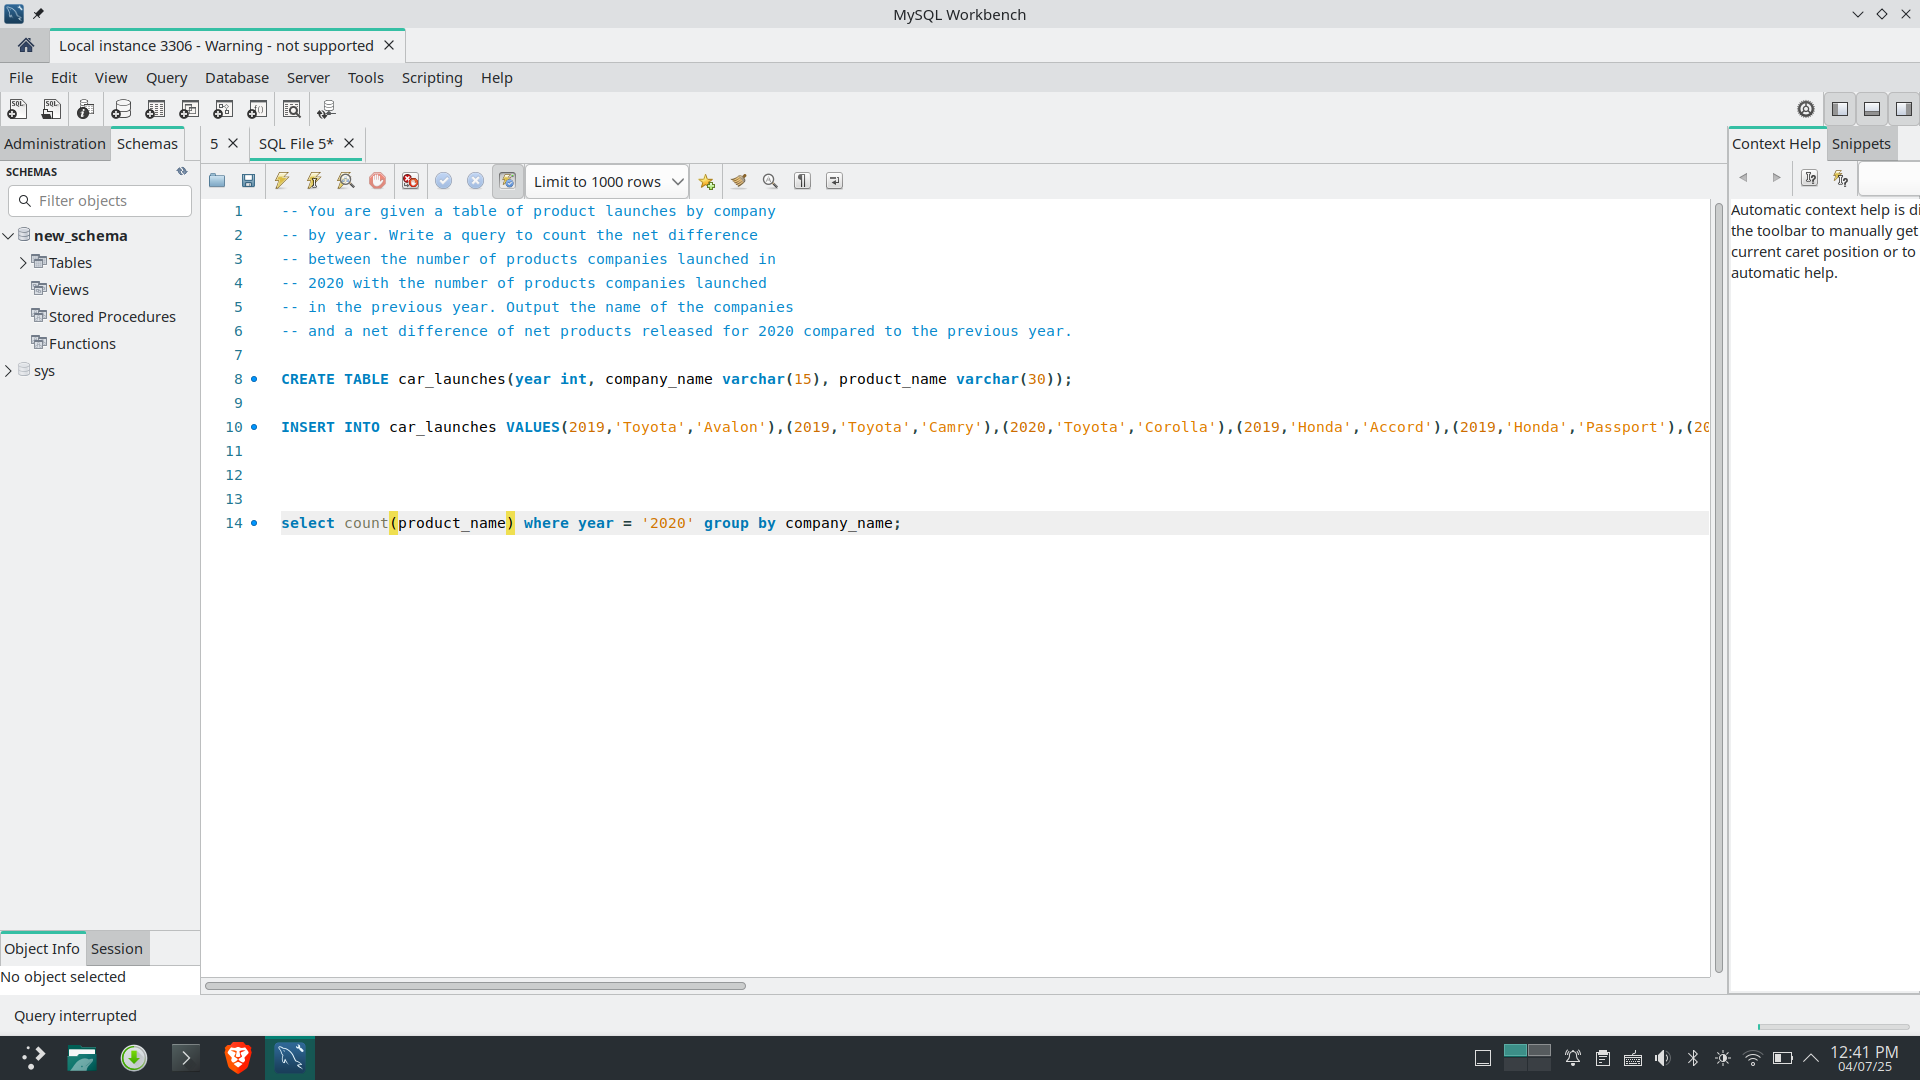 MySQL Workbench
Local instance 3306 - Warning - not supported
File Edit View Query Database Server Tools Scripting Help
Administration Schemas
5 SQL File 5*
Context Help Snippets
SCHEMAS
Limit to 1000 rows
Filter objects
new_schema
Tables
Views
Stored Procedures
Functions
sys
1 -- You are given a table of product launches by company
2 -- by year. Write a query to count the net difference
3 -- between the number of products companies launched in
4 -- 2020 with the number of products companies launched
5 -- in the previous year. Output the name of the companies
6 -- and a net difference of net products released for 2020 compared to the previous year.
7
8 CREATE TABLE car_launches(year int, company_name varchar(15), product_name varchar(30));
9
10 INSERT INTO car_launches VALUES(2019,'Toyota','Avalon'),(2019,'Toyota','Camry'),(2020,'Toyota','Corolla'),(2019,'Honda','Accord'),(2019,'Honda','Passport'),(20
11
12
13
14 select count(product_name) where year = '2020' group by company_name;
Automatic context help is di
the toolbar to manually get
current caret position or to
automatic help.
Object Info Session
No object selected
Query interrupted
12:41 PM
04/07/25